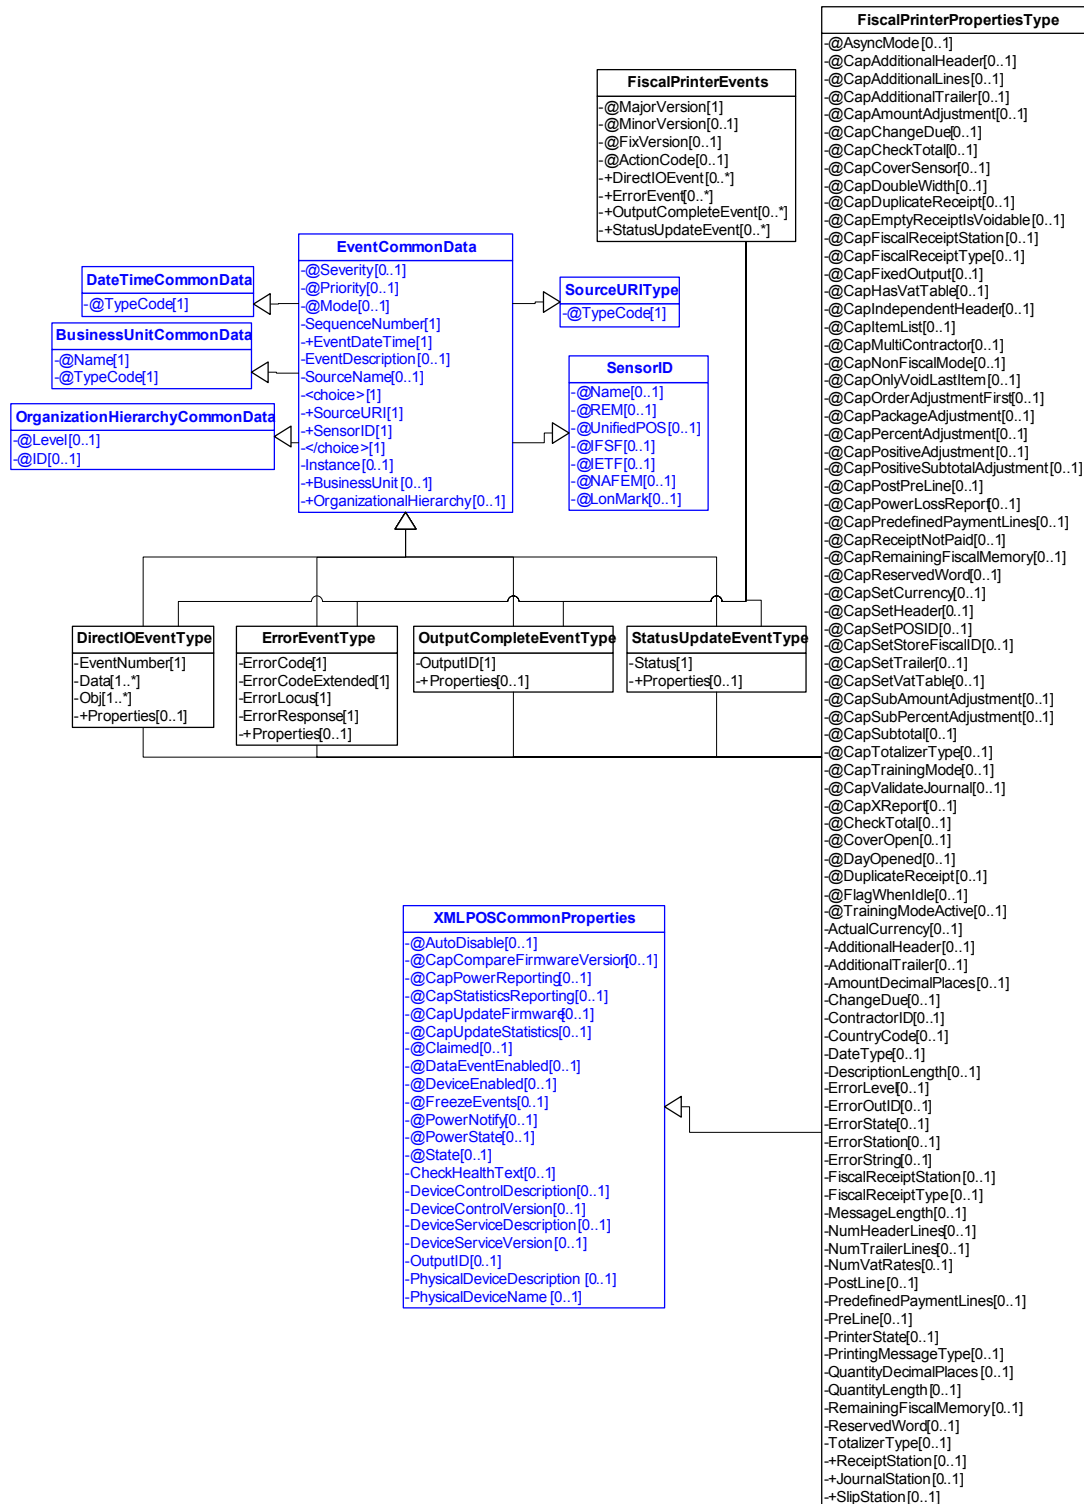 FiscalPrinterPropertiesType
-@AsyncMode[0..1]
-@CapAdditionalHeader[0..1]
-@CapAdditionalLines[0..1]
-@CapAdditionalTrailer[0..1]
-@CapAmountAdjustment[0..1]
-@CapChangeDue[0..1]
-@CapCheckTotal[0..1]
-@CapCoverSensor[0..1]
-@CapDoubleWidth[0..1]
-@CapDuplicateReceipt[0..1]
-@CapEmptyReceiptIsVoidable[0..1]
-@CapFiscalReceiptStation[0..1]
-@CapFiscalReceiptType[0..1]
-@CapFixedOutput[0..1]
-@CapHasVatTable[0..1]
-@CapIndependentHeader[0..1]
-@CapItemList[0..1]
-@CapMultiContractor[0..1]
-@CapNonFiscalMode[0..1]
-@CapOnlyVoidLastItem[0..1]
-@CapOrderAdjustmentFirst[0..1]
-@CapPackageAdjustment[0..1]
-@CapPercentAdjustment[0..1]
-@CapPositiveAdjustment[0..1]
-@CapPositiveSubtotalAdjustment[0..1]
-@CapPostPreLine[0..1]
-@CapPowerLossReport[0..1]
-@CapPredefinedPaymentLines[0..1]
-@CapReceiptNotPaid[0..1]
-@CapRemainingFiscalMemory[0..1]
-@CapReservedWord[0..1]
-@CapSetCurrency[0..1]
-@CapSetHeader[0..1]
-@CapSetPOSID[0..1]
-@CapSetStoreFiscalID[0..1]
-@CapSetTrailer[0..1]
-@CapSetVatTable[0..1]
-@CapSubAmountAdjustment[0..1]
-@CapSubPercentAdjustment[0..1]
-@CapSubtotal[0..1]
-@CapTotalizerType[0..1]
-@CapTrainingMode[0..1]
-@CapValidateJournal[0..1]
-@CapXReport[0..1]
-@CheckTotal[0..1]
-@CoverOpen[0..1]
-@DayOpened[0..1]
-@DuplicateReceipt[0..1]
-@FlagWhenIdle[0..1]
-@TrainingModeActive[0..1]
-ActualCurrency[0..1]
-AdditionalHeader[0..1]
-AdditionalTrailer[0..1]
-AmountDecimalPlaces[0..1]
-ChangeDue[0..1]
-ContractorID[0..1]
-CountryCode[0..1]
-DateType[0..1]
-DescriptionLength[0..1]
-ErrorLevel[0..1]
-ErrorOutID[0..1]
-ErrorState[0..1]
-ErrorStation[0..1]
-ErrorString[0..1]
-FiscalReceiptStation[0..1]
-FiscalReceiptType[0..1]
-MessageLength[0..1]
-NumHeaderLines[0..1]
-NumTrailerLines[0..1]
-NumVatRates[0..1]
-PostLine[0..1]
-PredefinedPaymentLines[0..1]
-PreLine[0..1]
-PrinterState[0..1]
-PrintingMessageType[0..1]
-QuantityDecimalPlaces[0..1]
-QuantityLength[0..1]
-RemainingFiscalMemory[0..1]
-ReservedWord[0..1]
-TotalizerType[0..1]
-+ReceiptStation[0..1]
-+JournalStation[0..1]
-+SlipStation[0..1]
FiscalPrinterEvents
-@MajorVersion[1]
-@MinorVersion[0..1]
-@FixVersion[0..1]
-@ActionCode[0..1]
-+DirectIOEvent[0..*]
-+ErrorEvent[0..*]
-+OutputCompleteEvent[0..*]
-+StatusUpdateEvent[0..*]
EventCommonData
-@Severity[0..1]
-@Priority[0..1]
-@Mode[0..1]
-SequenceNumber[1]
-+EventDateTime[1]
-EventDescription[0..1]
-SourceName[0..1]
-<choice>[1]
-+SourceURI[1]
-+SensorID[1]
-</choice>[1]
-Instance[0..1]
-+BusinessUnit[0..1]
-+OrganizationalHierarchy[0..1]
DateTimeCommonData
-@TypeCode[1]
BusinessUnitCommonData
-@Name[1]
-@TypeCode[1]
OrganizationHierarchyCommonData
-@Level[0..1]
-@ID[0..1]
SourceURIType
-@TypeCode[1]
SensorID
-@Name[0..1]
-@REM[0..1]
-@UnifiedPOS[0..1]
-@IFSF[0..1]
-@IETF[0..1]
-@NAFEM[0..1]
-@LonMark[0..1]
DirectIOEventType
-EventNumber[1]
-Data[1..*]
-Obj[1..*]
-+Properties[0..1]
ErrorEventType
-ErrorCode[1]
-ErrorCodeExtended[1]
-ErrorLocus[1]
-ErrorResponse[1]
-+Properties[0..1]
OutputCompleteEventType
-OutputID[1]
-+Properties[0..1]
StatusUpdateEventType
-Status[1]
-+Properties[0..1]
XMLPOSCommonProperties
-@AutoDisable[0..1]
-@CapCompareFirmwareVersion[0..1]
-@CapPowerReporting[0..1]
-@CapStatisticsReporting[0..1]
-@CapUpdateFirmware[0..1]
-@CapUpdateStatistics[0..1]
-@Claimed[0..1]
-@DataEventEnabled[0..1]
-@DeviceEnabled[0..1]
-@FreezeEvents[0..1]
-@PowerNotify[0..1]
-@PowerState[0..1]
-@State[0..1]
-CheckHealthText[0..1]
-DeviceControlDescription[0..1]
-DeviceControlVersion[0..1]
-DeviceServiceDescription[0..1]
-DeviceServiceVersion[0..1]
-OutputID[0..1]
-PhysicalDeviceDescription [0..1]
-PhysicalDeviceName[0..1]